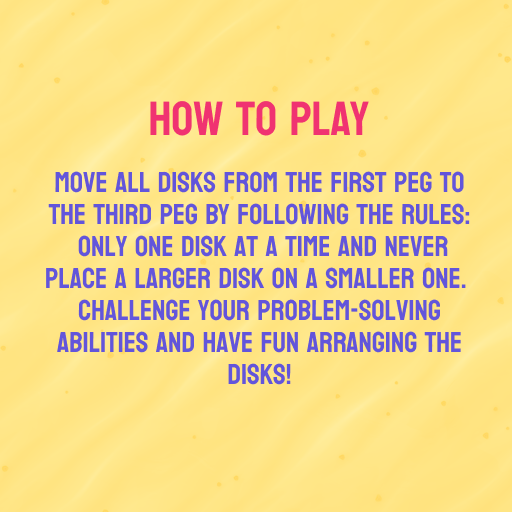 HOW TO PLAY
MOVE ALL DISKS FROM THE FIRST PEG TO
THE THIRD PEG BY FOLLOWING THE RULES:
ONLY ONE DISK AT A TIME AND NEVER
PLACE A LARGER DISK ON A SMALLER ONE.
CHALLENGE YOUR PROBLEM-SOLVING
ABILITIES AND HAVE FUN ARRANGING THE
DISKS!